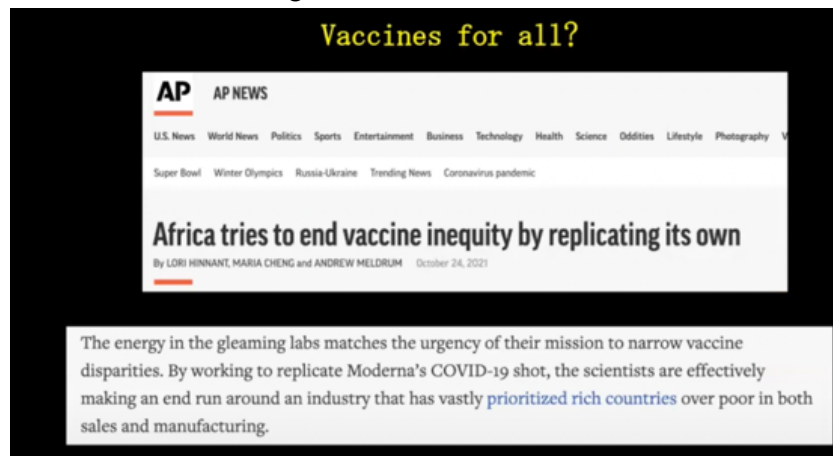 Vaccines for all?
AP AP NEWS
U.S. News World News Politics Sports Entertainment Business Technology Health Science Oddities Lifestyle Photography
Super Bowl Winter Olympics Russia-Ukraine Trending News Coronavirus pandemic
Africa tries to end vaccine inequity by replicating its own
By LORI HINNANT, MARIA CHENG and ANDREW MELDRUM October 24, 2021
The energy in the gleaming labs matches the urgency of their mission to narrow vaccine
disparities. By working to replicate Moderna's COVID-19 shot, the scientists are effectively
making an end run around an industry that has vastly prioritized rich countries over poor in both
sales and manufacturing.